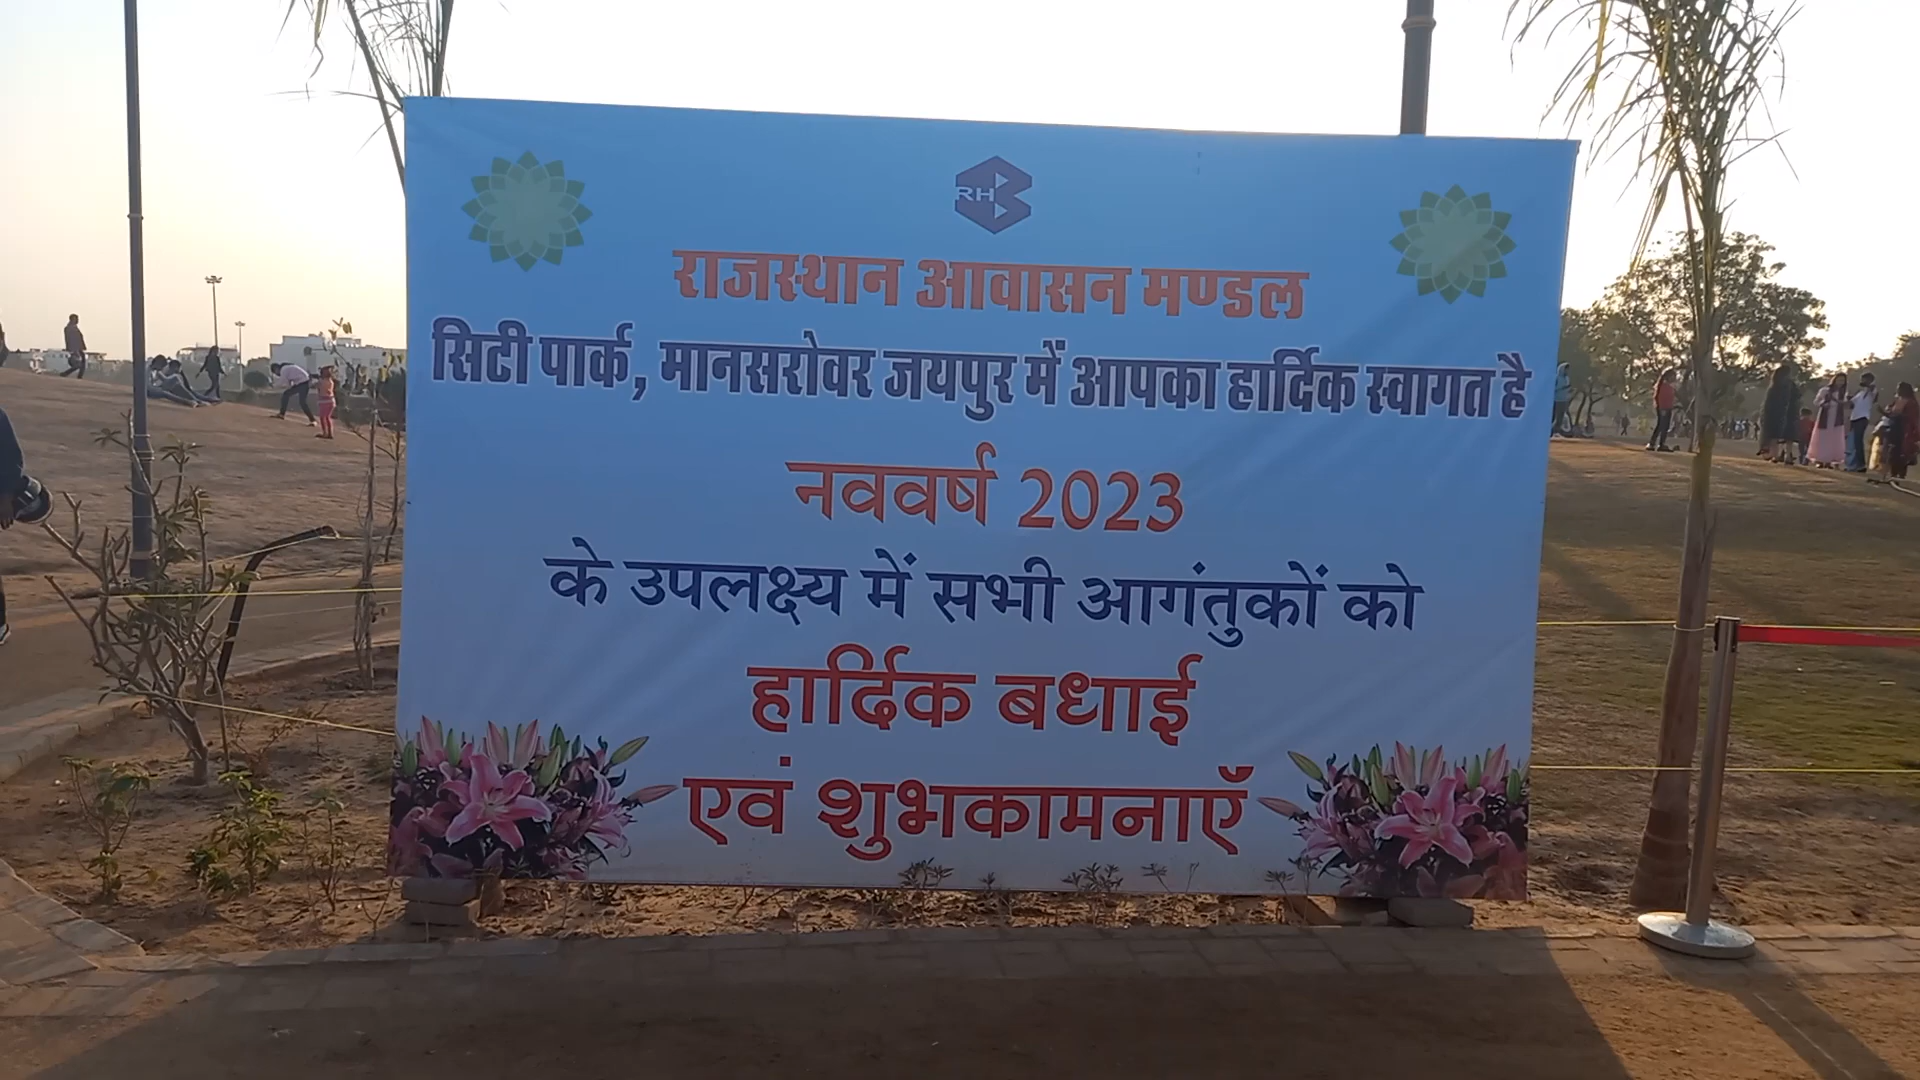 RHB
राजस्थान आवासन मण्डल
सिटी पार्क, मानसरोवर जयपुर में आपका हार्दिक स्वागत है
नववर्ष 2023
के उपलक्ष्य में सभी आगंतुकों को
हार्दिक बधाई
एवं शुभकामनाएँ